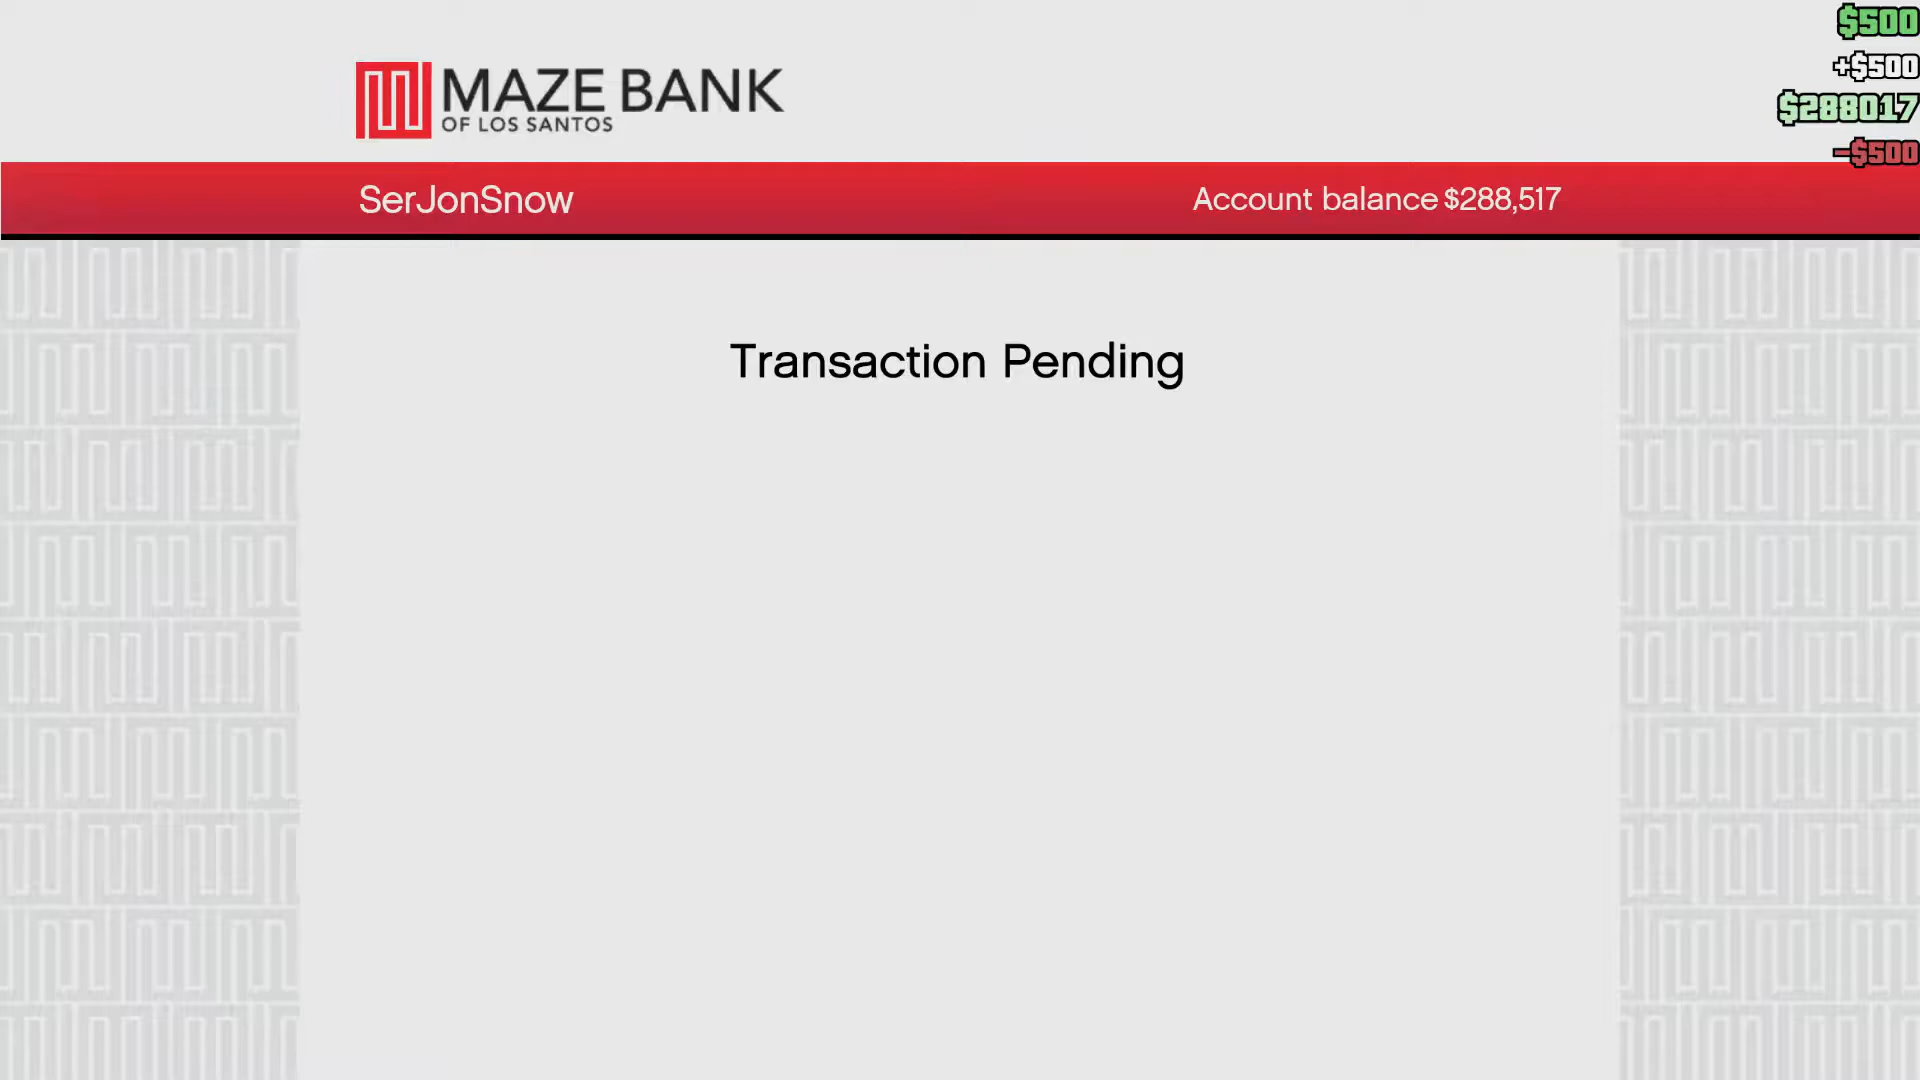 $500
+$500
$288017
-$500
MAZE BANK
OF LOS SANTOS
SerJonSnow
Account balance $288,517
Transaction Pending